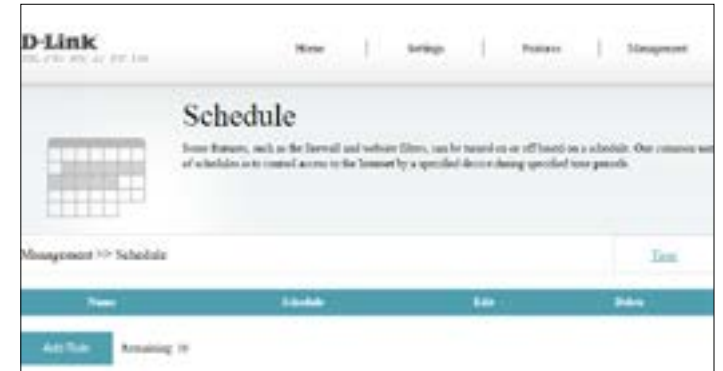 D-Link
Home | Settings | Features | Management
Schedule
Some features, such as the firewall and website filters, can be turned on or off based on a schedule. One common use
of schedules is to control access to the Internet by a specified device during specified time periods.
Management >> Schedule
Time
Name Schedule Edit Delete
Add Rule Remaining: 10